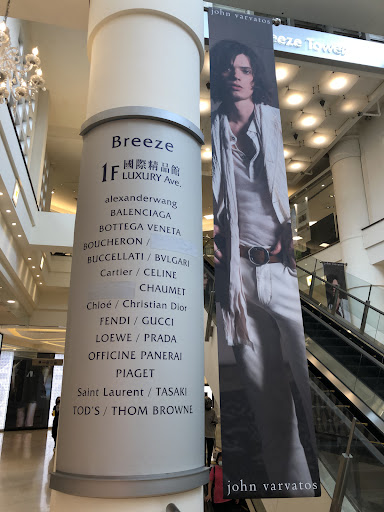 john varvatos
Breeze Tower
Breeze
1F 國際精品館
LUXURY Ave.
alexanderwang
BALENCIAGA
BOTTEGA VENETA
BOUCHERON /
BUCCELLATI / BVLGARI
Cartier / CELINE
CHAUMET
Chloé / Christian Dior
FENDI / GUCCI
LOEWE / PRADA
OFFICINE PANERAI
PIAGET
Saint Laurent / TASAKI
TOD'S / THOM BROWNE
john varvatos